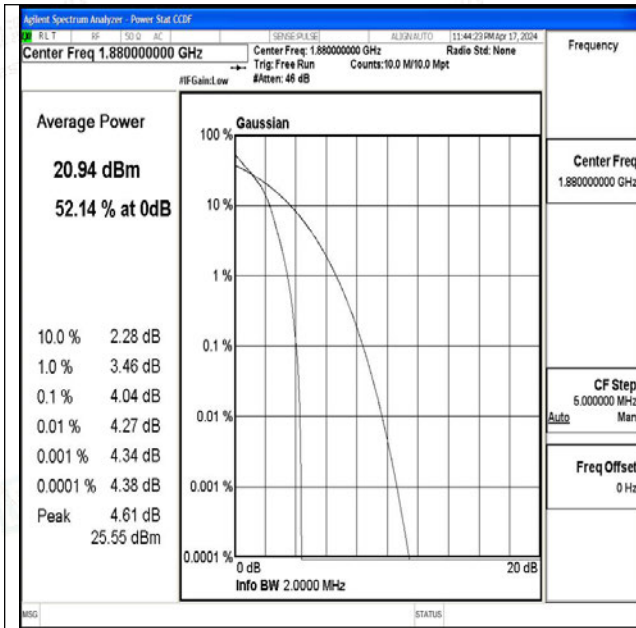 Agilent Spectrum Analyzer - Power Stat CCDF
RL T RF 50 Ω AC SENSE:PULSE ALIGNAUTO 11:44:23 PM Apr 17, 2024
Center Freq 1.880000000 GHz
Center Freq: 1.880000000 GHz Radio Std: None
Trig: Free Run Counts:10.0 M/10.0 Mpt
#IFGain:Low #Atten: 46 dB
Frequency
Average Power
20.94 dBm
52.14 % at 0dB
10.0 % 2.28 dB
1.0 % 3.46 dB
0.1 % 4.04 dB
0.01 % 4.27 dB
0.001 % 4.34 dB
0.0001 % 4.38 dB
Peak 4.61 dB
25.55 dBm
Gaussian
100 %
10 %
1 %
0.1 %
0.01 %
0.001 %
0.0001 %
0 dB 20 dB
Info BW 2.0000 MHz
Center Freq
1.880000000 GHz
CF Step
5.000000 MHz
Auto Man
Freq Offset
0 Hz
MSG STATUS